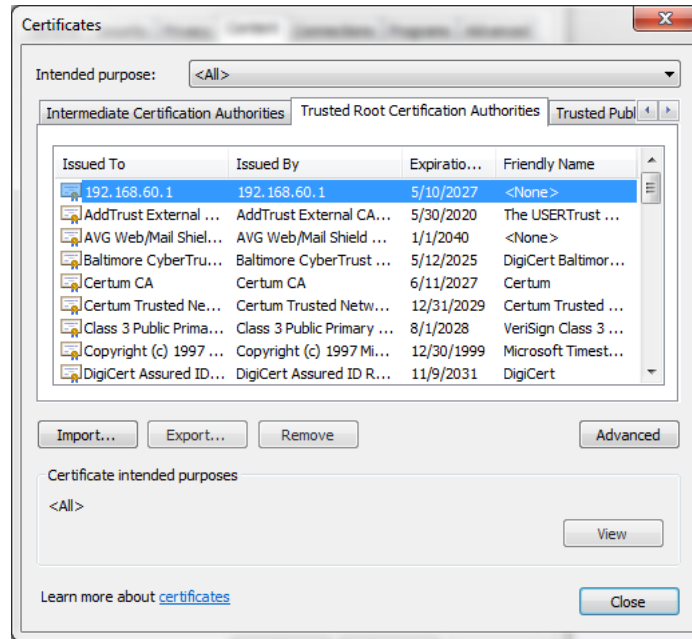 Certificates
Content
Intended purpose: <All>
Intermediate Certification Authorities Trusted Root Certification Authorities Trusted Publ
Issued To Issued By Expiratio... Friendly Name
192.168.60.1 192.168.60.1 5/10/2027 <None>
AddTrust External ... AddTrust External CA... 5/30/2020 The USERTrust ...
AVG Web/Mail Shiel... AVG Web/Mail Shield ... 1/1/2040 <None>
Baltimore CyberTru... Baltimore CyberTrust ... 5/12/2025 DigiCert Baltimor...
Certum CA Certum CA 6/11/2027 Certum
Certum Trusted Ne... Certum Trusted Netw... 12/31/2029 Certum Trusted ...
Class 3 Public Prima... Class 3 Public Primary ... 8/1/2028 VeriSign Class 3 ...
Copyright (c) 1997 ... Copyright (c) 1997 Mi... 12/30/1999 Microsoft Timest...
DigiCert Assured ID... DigiCert Assured ID R... 11/9/2031 DigiCert
Import... Export... Remove Advanced
Certificate intended purposes
<All>
View
Learn more about certificates
Close